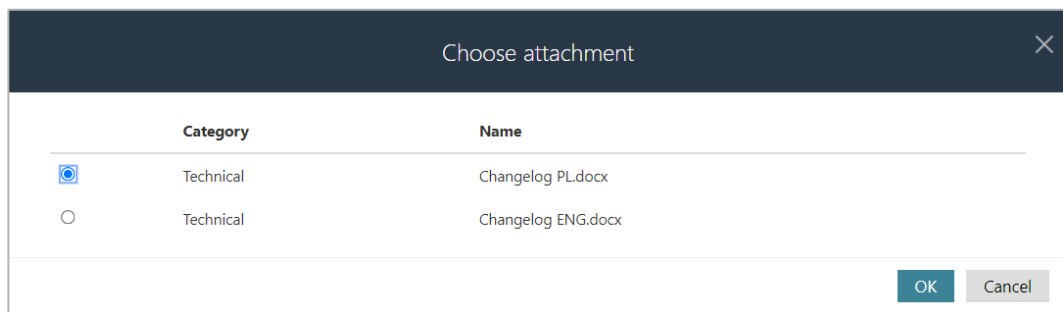 Choose attachment
Category Name
Technical Changelog PL.docx
Technical Changelog ENG.docx
OK Cancel